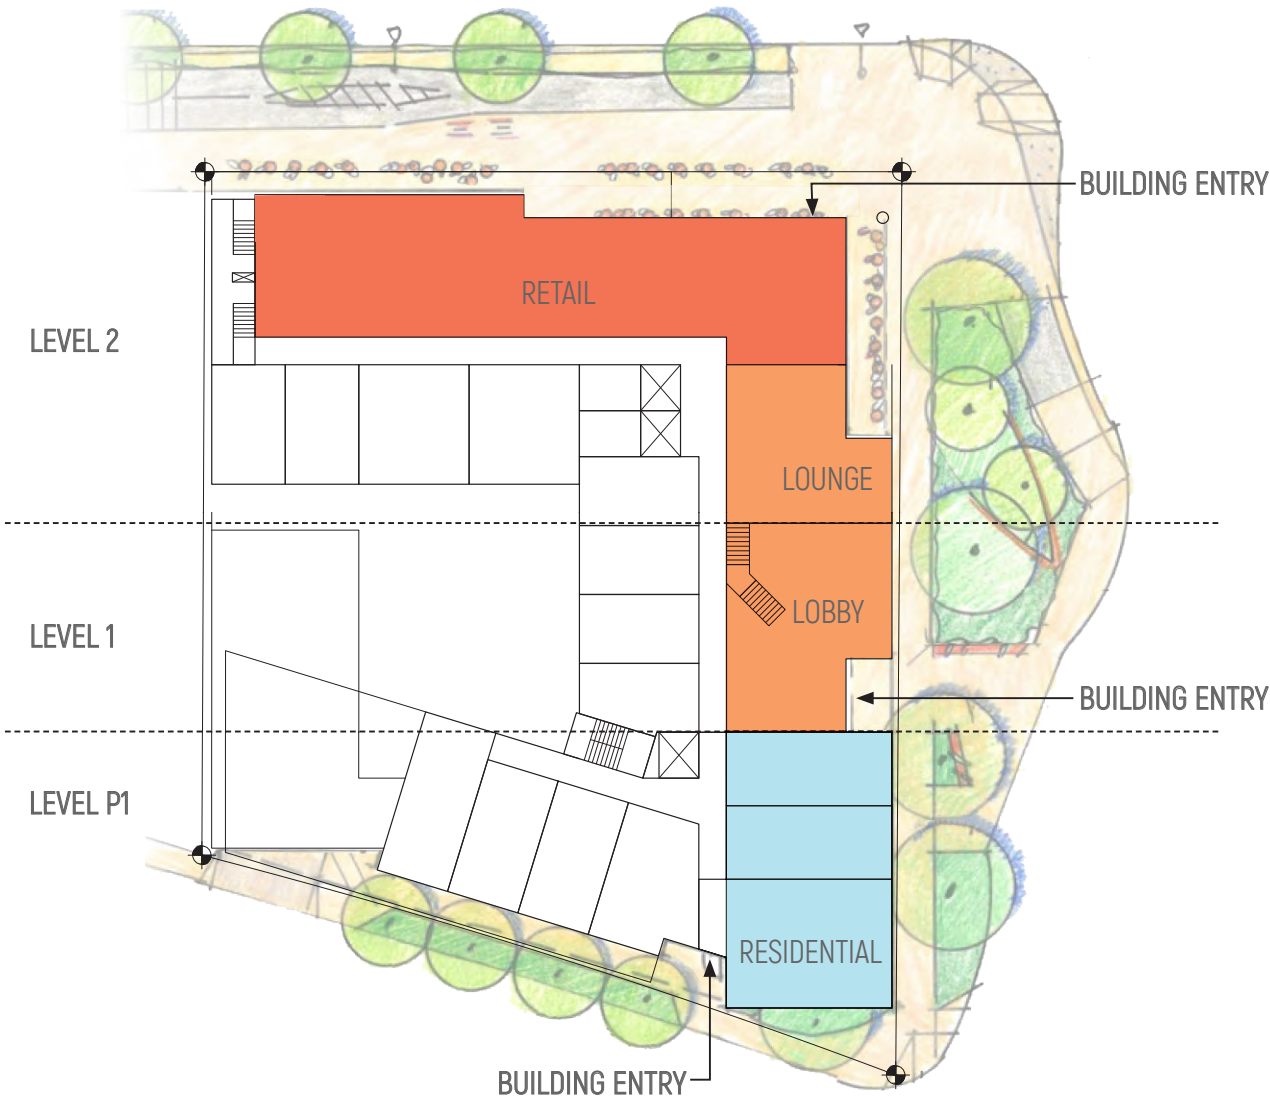 BUILDING ENTRY
RETAIL
LEVEL 2
LOUNGE
LOBBY
LEVEL 1
BUILDING ENTRY
LEVEL P1
RESIDENTIAL
BUILDING ENTRY